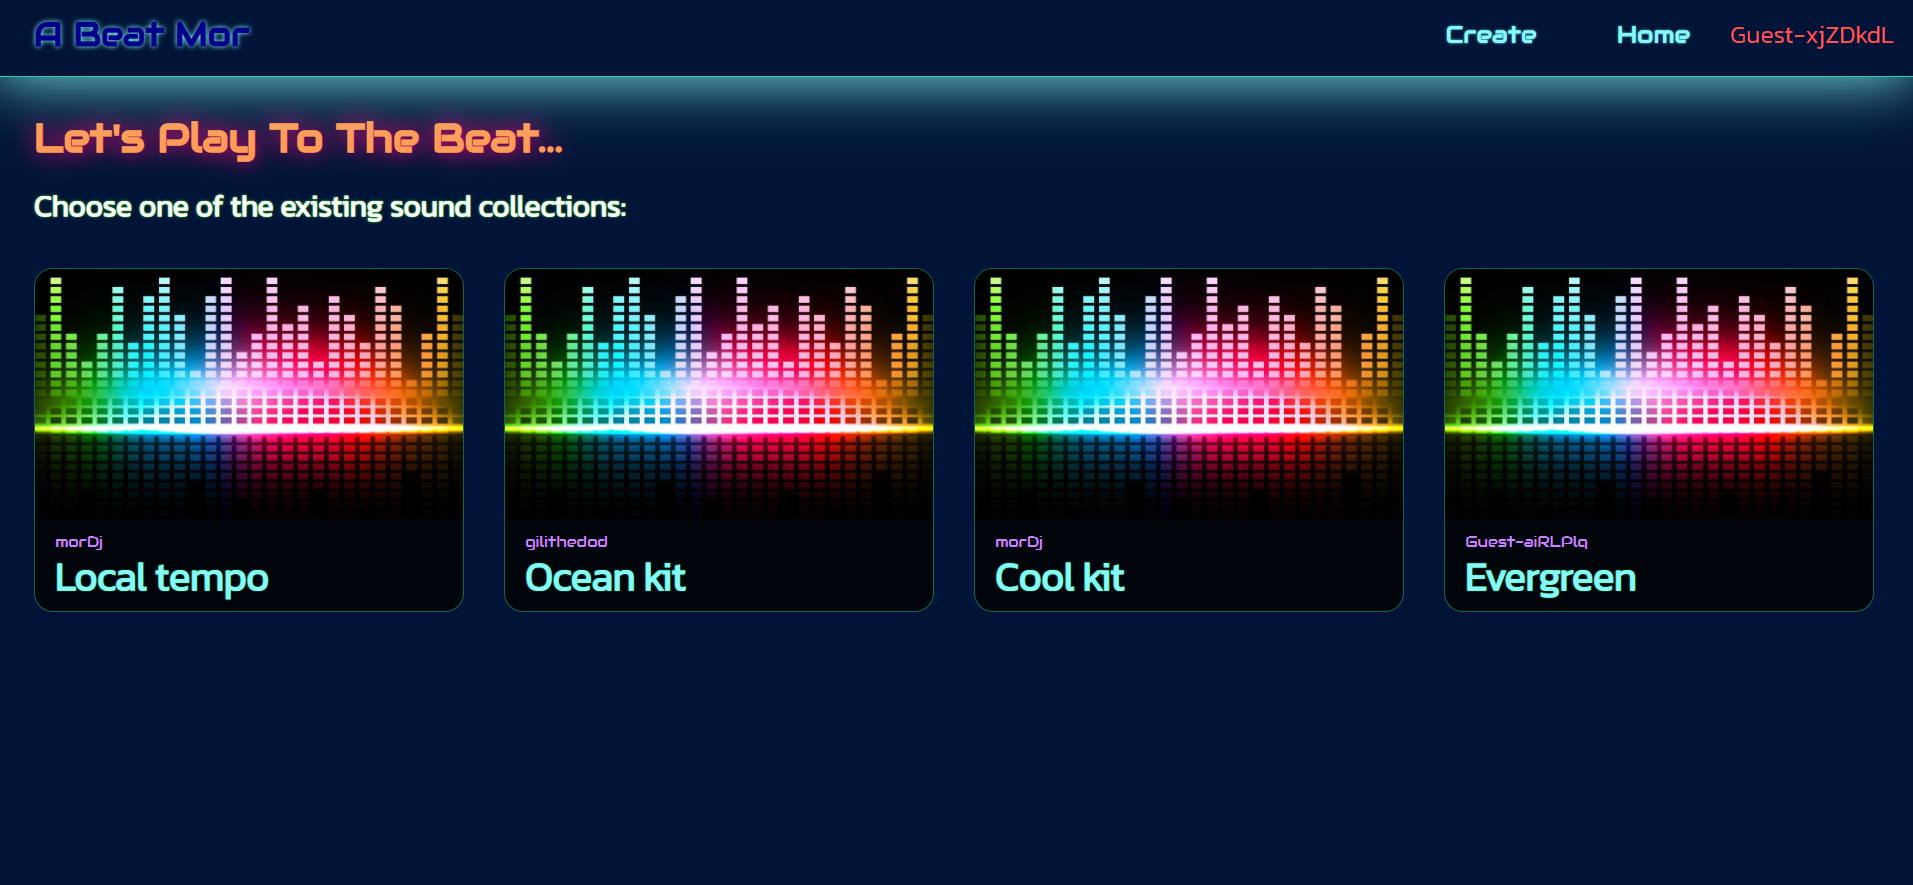 A Beat Mor
Create
Home
Guest-xjZDkdL
Let's Play To The Beat...
Choose one of the existing sound collections:
morDj
Local tempo
gilithedod
Ocean kit
morDj
Cool kit
Guest-aiRLPlq
Evergreen